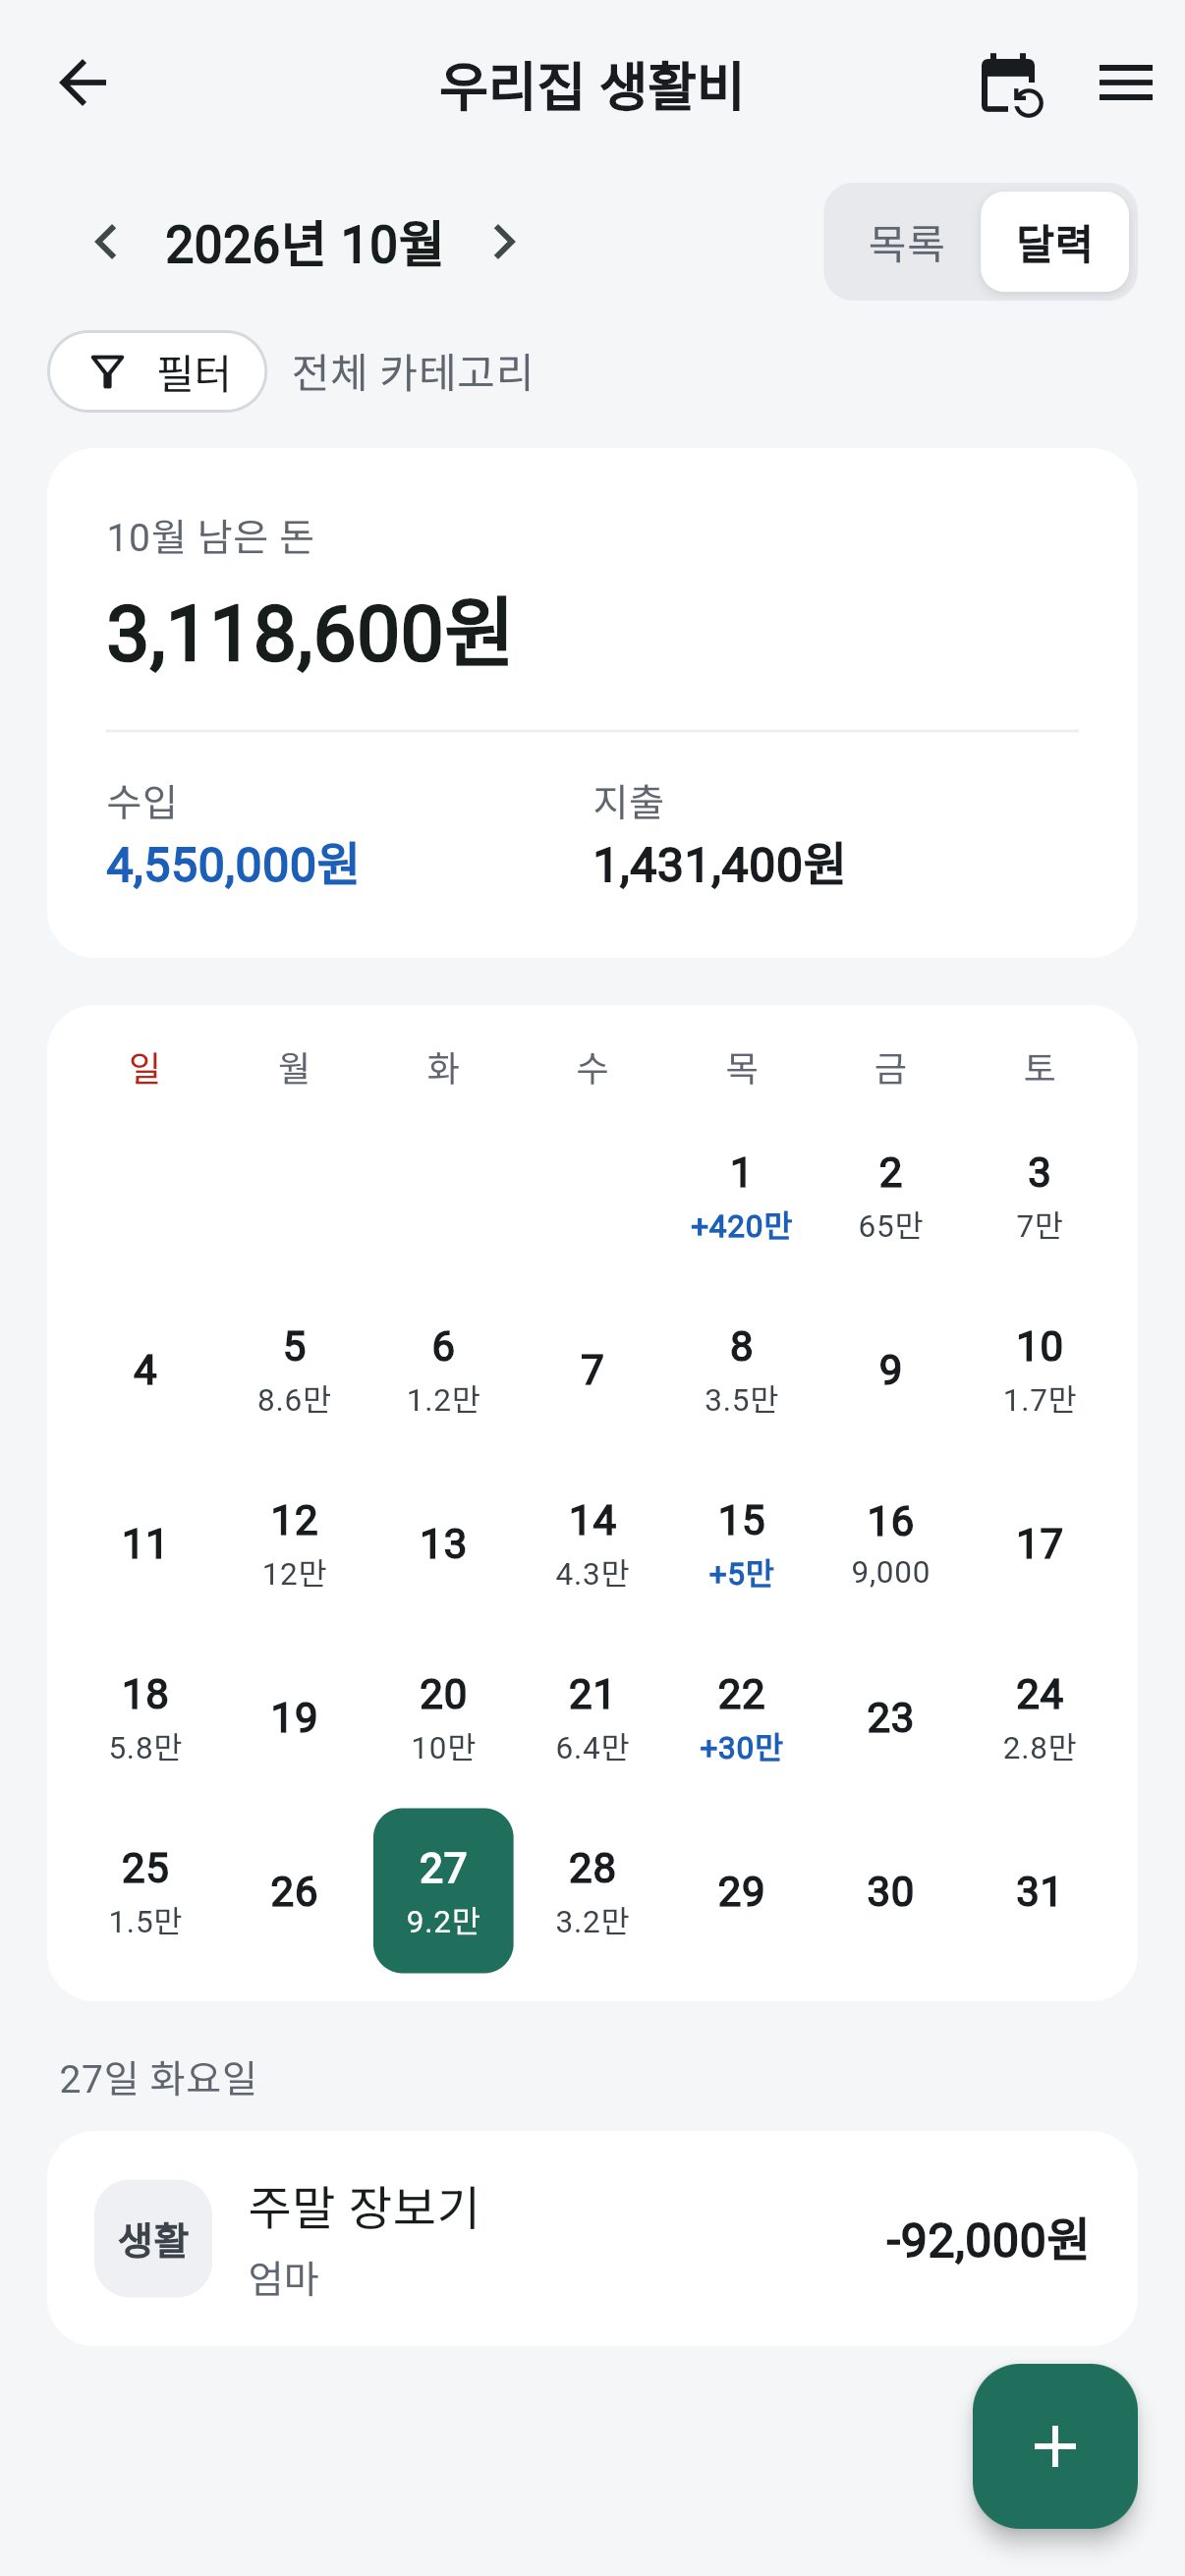 우리집 생활비
2026년 10월
목록 달력
필터 전체 카테고리
10월 남은 돈
3,118,600원
수입 지출
4,550,000원 1,431,400원
일 월 화 수 목 금 토
1 2 3
+420만 65만 7만
4 5 6 7 8 9 10
8.6만 1.2만 3.5만 1.7만
11 12 13 14 15 16 17
12만 4.3만 +5만 9,000
18 19 20 21 22 23 24
5.8만 10만 6.4만 +30만 2.8만
25 26 27 28 29 30 31
1.5만 9.2만 3.2만
27일 화요일
생활 주말 장보기 -92,000원
엄마